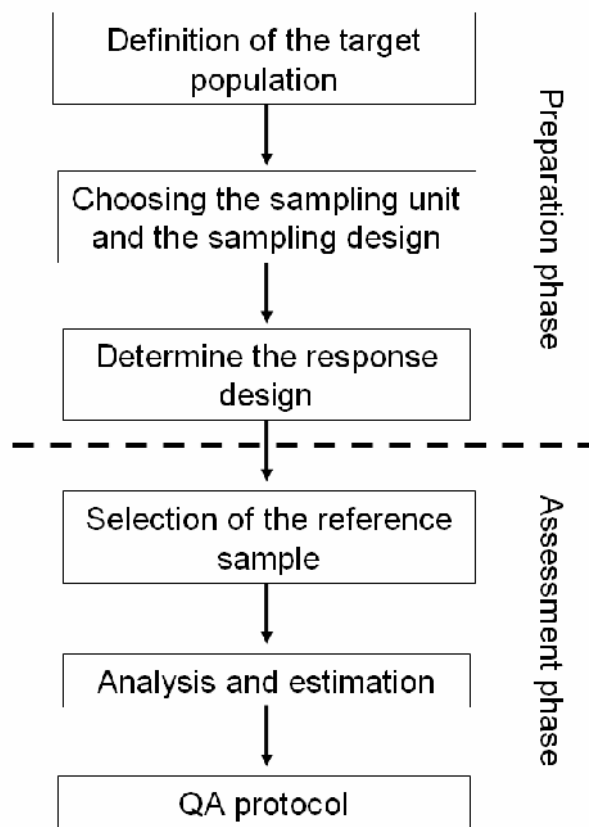 Definition of the target
population
Choosing the sampling unit
and the sampling design
Determine the response
design
Preparation phase
Selection of the reference
sample
Analysis and estimation
QA protocol
Assessment phase